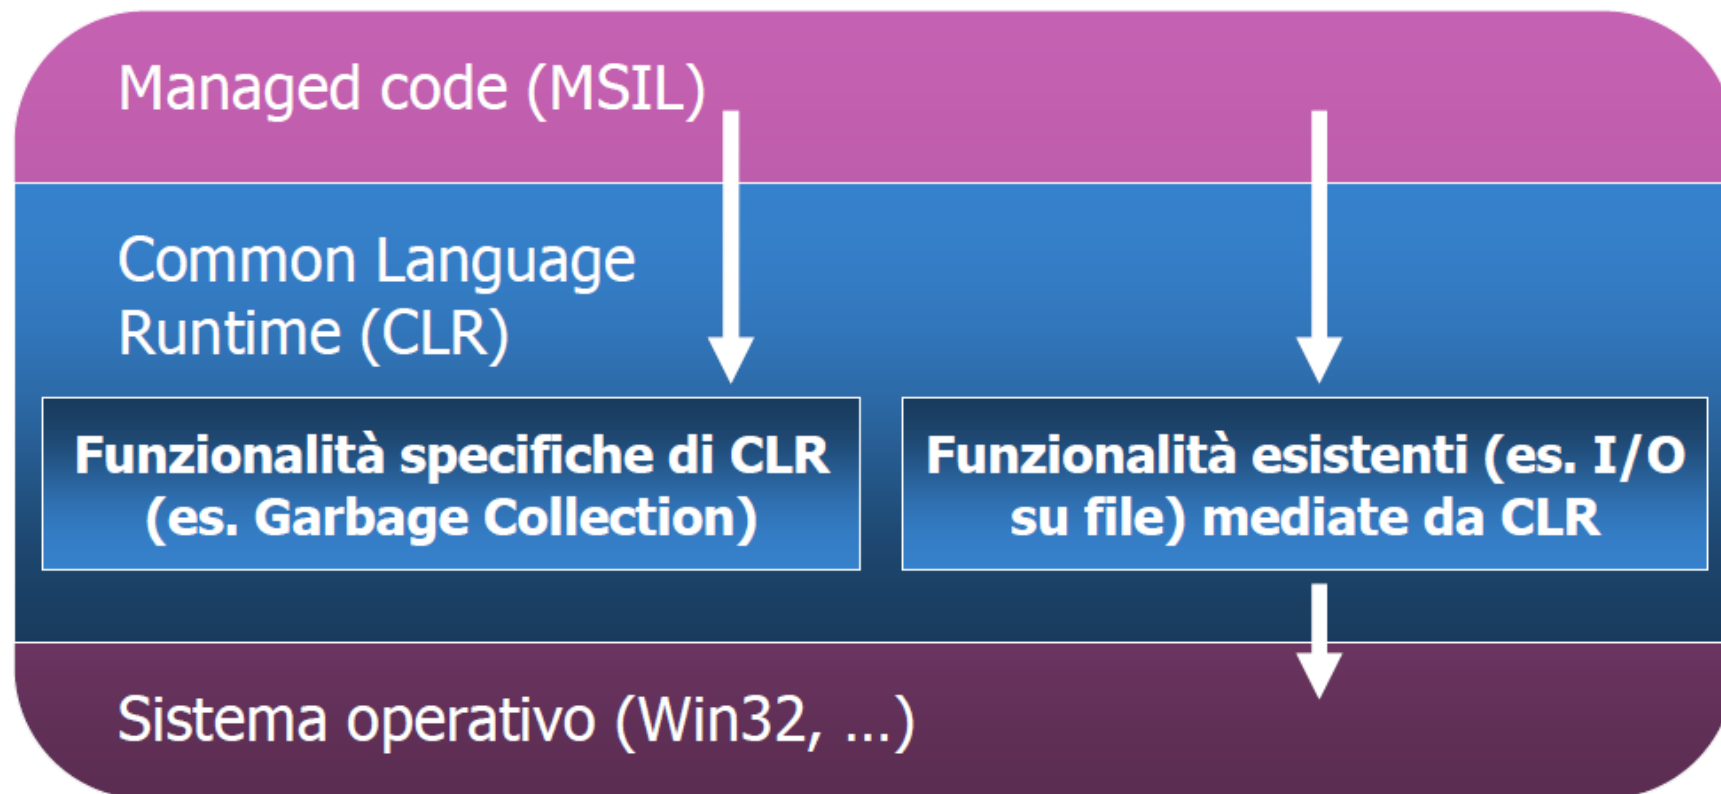 Managed code (MSIL)
Common Language
Runtime (CLR)
Funzionalità specifiche di CLR
(es. Garbage Collection)
Funzionalità esistenti (es. I/O
su file) mediate da CLR
Sistema operativo (Win32, ...)